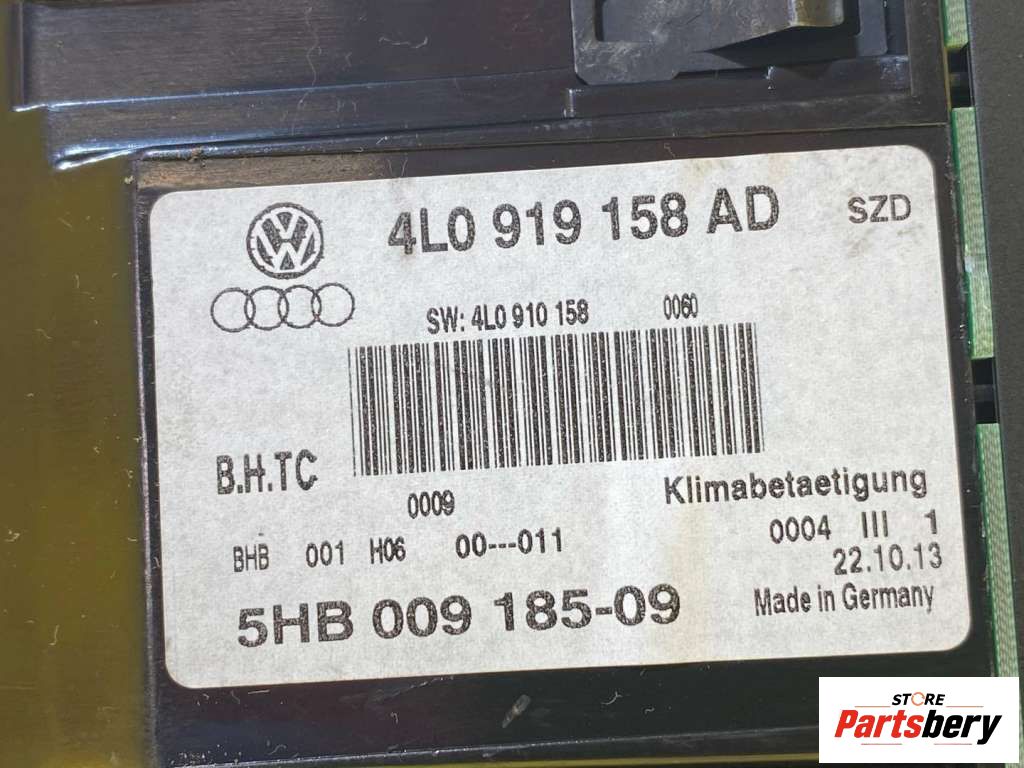 4L0 919 158 AD SZD
SW: 4L0 910 158 0060
B.H.TC
Klimabetaetigung
0009
0004 III 1
BHB 001 H06 00---011
22.10.13
5HB 009 185-09
Made in Germany
STORE
Partsbery